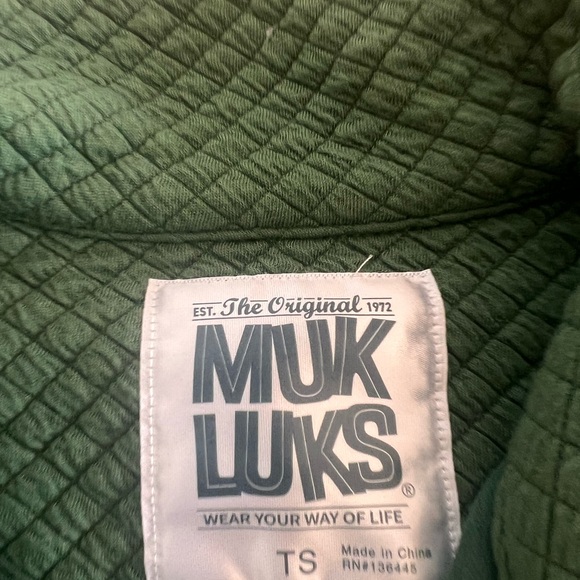 EST. The Original 1972
MUK
LUKS®
WEAR YOUR WAY OF LIFE
TS Made in China
RN#136445